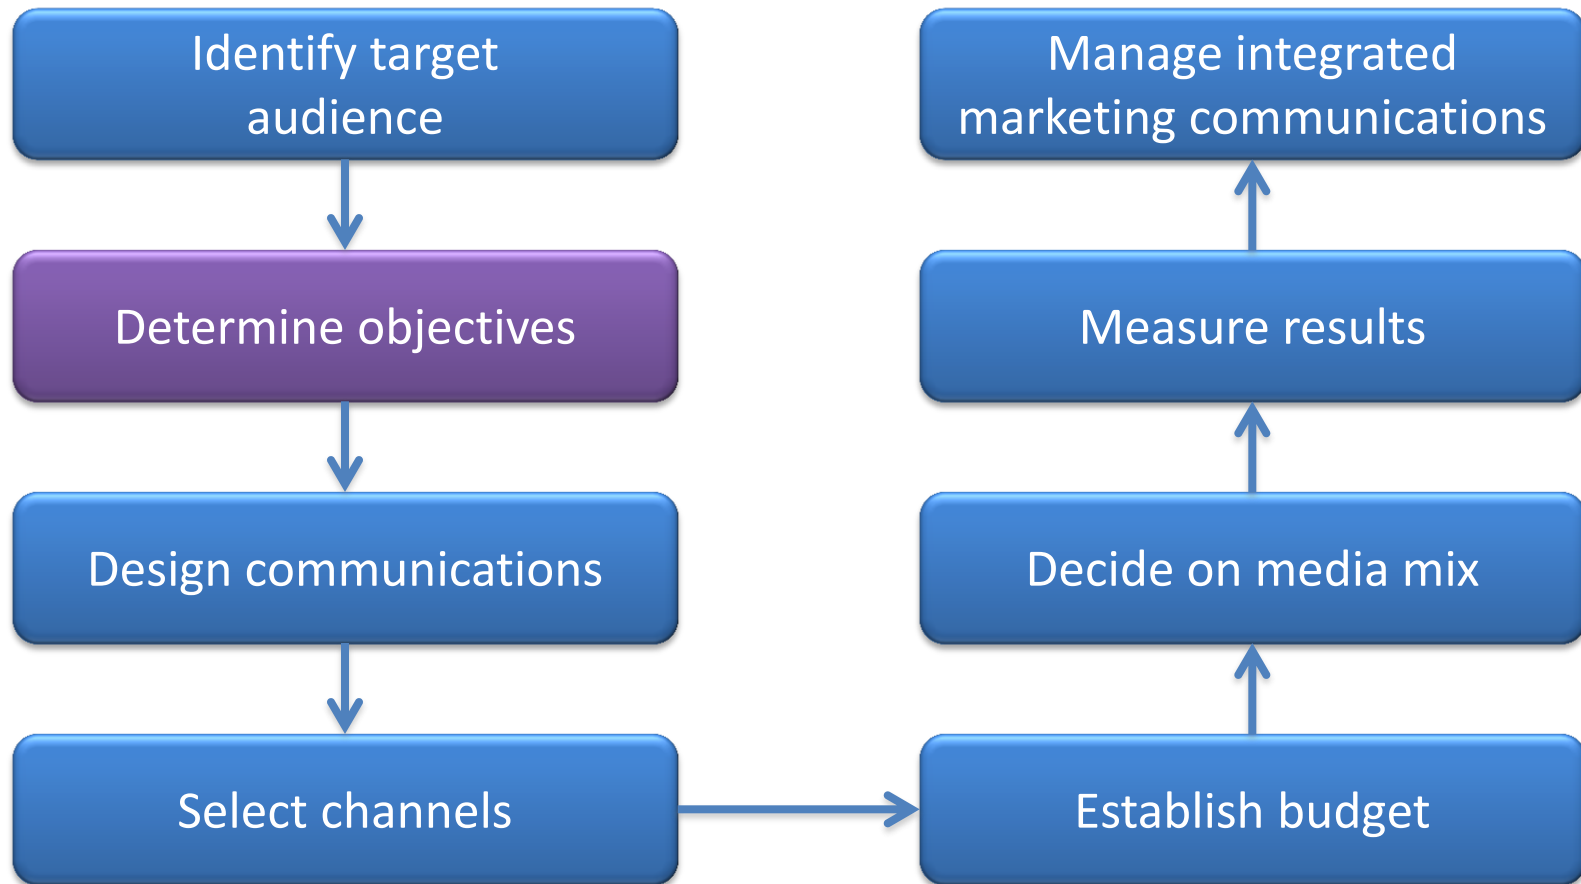 Identify target
audience
Determine objectives
Design communications
Select channels
Establish budget
Decide on media mix
Measure results
Manage integrated
marketing communications